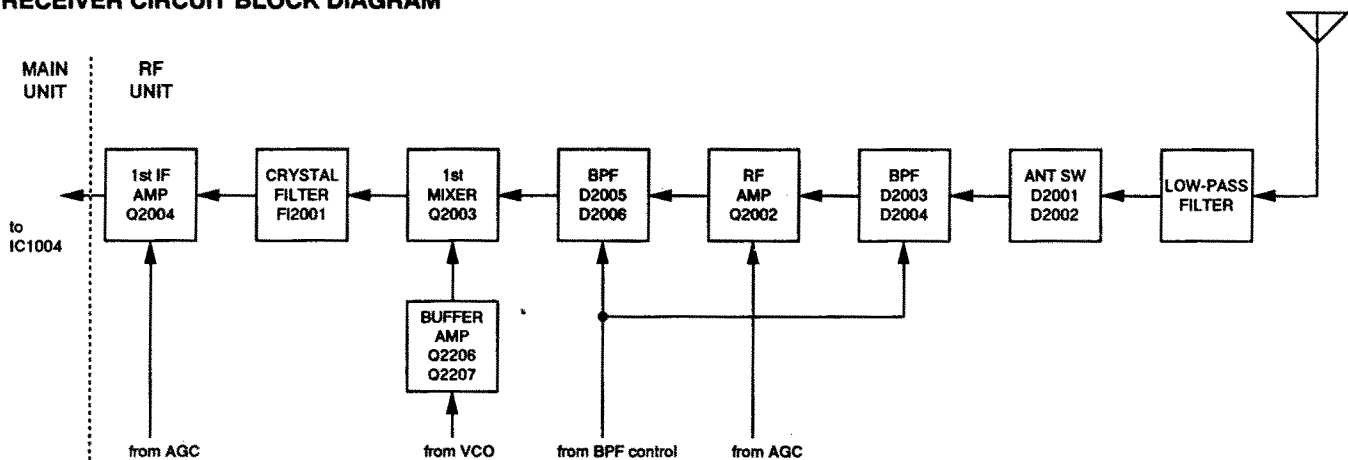 RECEIVER CIRCUIT BLOCK DIAGRAM
MAIN
UNIT
RF
UNIT
1st IF
AMP
Q2004
CRYSTAL
FILTER
FI2001
1st
MIXER
Q2003
BPF
D2005
D2006
RF
AMP
Q2002
BPF
D2003
D2004
ANT SW
D2001
D2002
LOW-PASS
FILTER
to
IC1004
BUFFER
AMP
Q2206
Q2207
from AGC
from VCO
from BPF control
from AGC